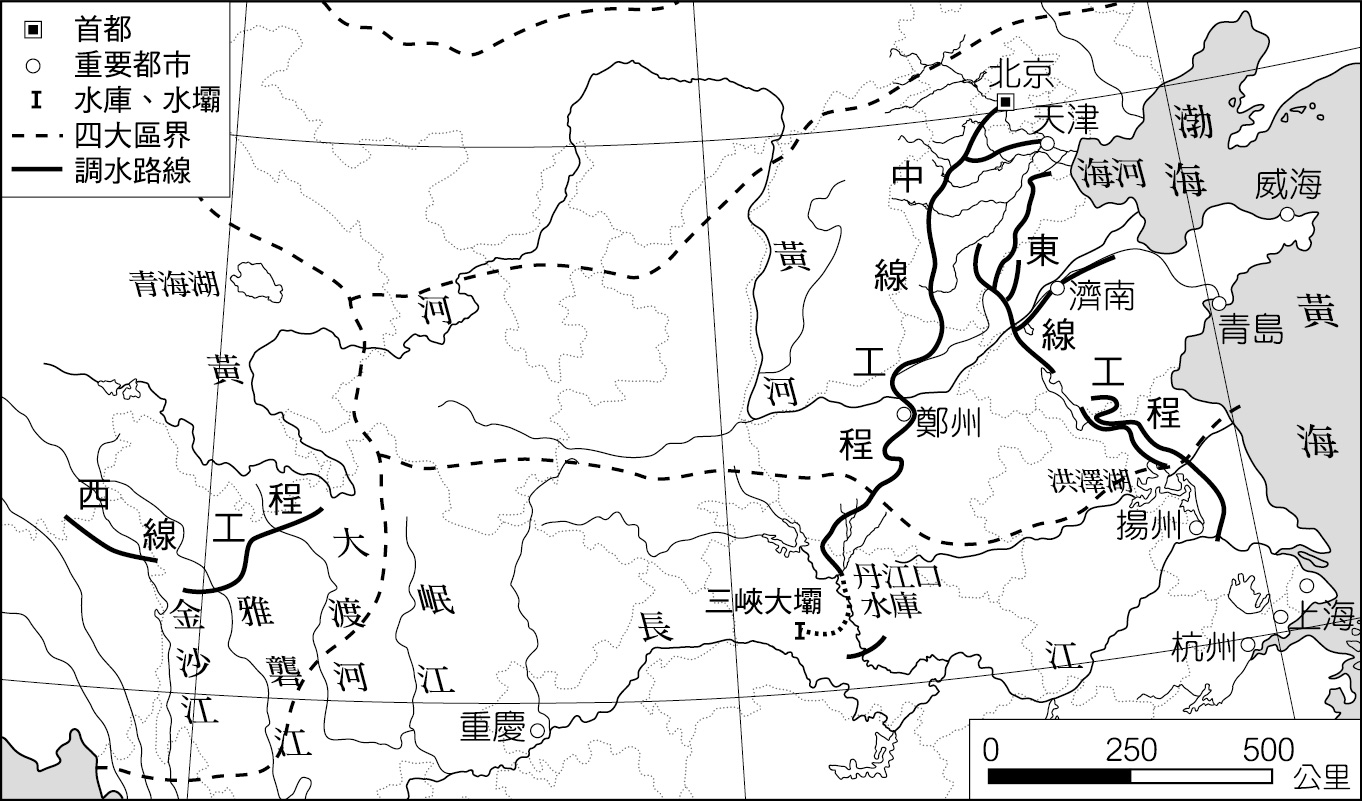 首都
重要都市
水庫、水壩
四大區界
調水路線
北京
天津
渤海
海河
威海
中線工程
東線工程
黃河
青海湖
河
黃
濟南
青島
黃海
鄭州
洪澤湖
揚州
西線工程
大渡河
岷江
金沙江
雅礱江
丹江口
水庫
三峽大壩
長江
上海
杭州
重慶
0 250 500
公里